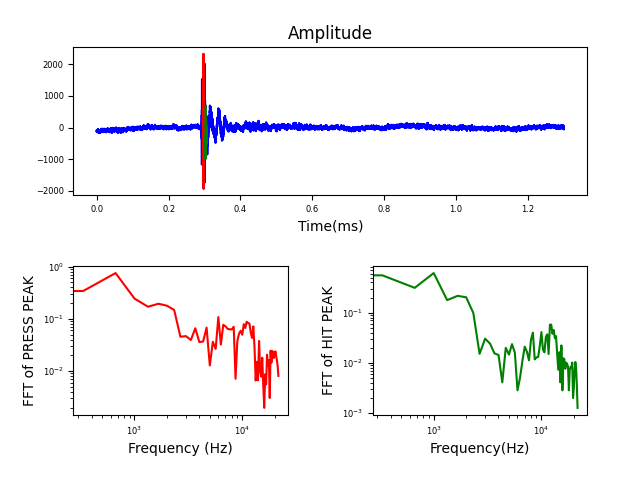 Amplitude
2000
1000
0
−1000
−2000
0.0 0.2 0.4 0.6 0.8 1.0 1.2
Time(ms)
FFT of PRESS PEAK
10⁰
10⁻¹
10⁻²
10³ 10⁴
Frequency (Hz)
FFT of HIT PEAK
10⁻¹
10⁻²
10⁻³
10³ 10⁴
Frequency(Hz)